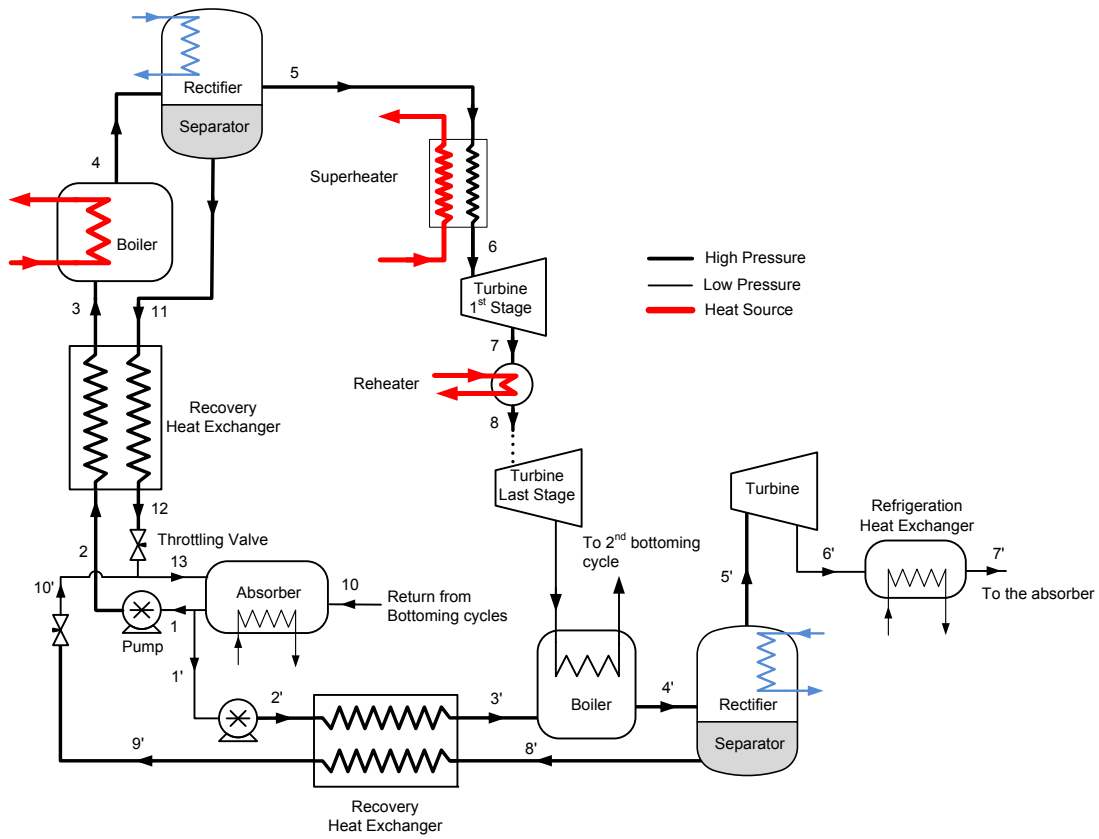 Rectifier
Separator
5
4
Superheater
Boiler
6
High Pressure
Low Pressure
Heat Source
Turbine
1st Stage
3
11
7
Reheater
8
Recovery
Heat Exchanger
Turbine
Last Stage
Turbine
12
Refrigeration
Heat Exchanger
2
Throttling Valve
To 2nd bottoming
cycle
6'
7'
5'
To the absorber
10'
13
Absorber
10
Return from
Bottoming cycles
1
Pump
1'
2'
3'
Boiler
4'
Rectifier
Separator
9'
8'
Recovery
Heat Exchanger